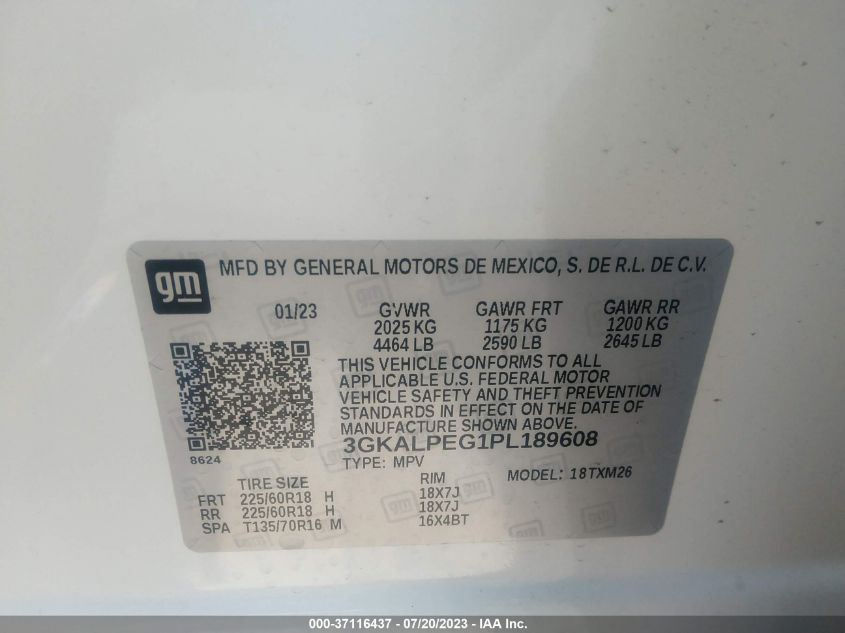 gm MFD BY GENERAL MOTORS DE MEXICO, S. DE R.L. DE C.V.
01/23 GVWR GAWR FRT GAWR RR
2025 KG 1175 KG 1200 KG
4464 LB 2590 LB 2645 LB
THIS VEHICLE CONFORMS TO ALL
APPLICABLE U.S. FEDERAL MOTOR
VEHICLE SAFETY AND THEFT PREVENTION
STANDARDS IN EFFECT ON THE DATE OF
MANUFACTURE SHOWN ABOVE.
3GKALPEG1PL189608
8624
TYPE: MPV MODEL: 18TXM26
TIRE SIZE RIM
FRT 225/60R18 H 18X7J
RR 225/60R18 H 18X7J
SPA T135/70R16 M 16X4BT
000-37116437 - 07/20/2023 - IAA Inc.